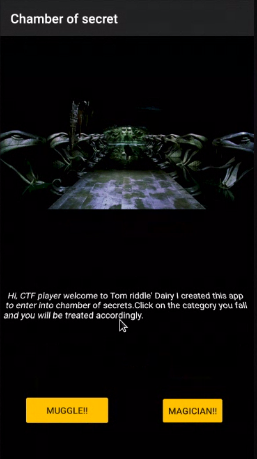 Chamber of secret
Hi, CTF player welcome to Tom riddle' Dairy I created this app
to enter into chamber of secrets.Click on the category you fall
and you will be treated accordingly.
MUGGLE!!
MAGICIAN!!